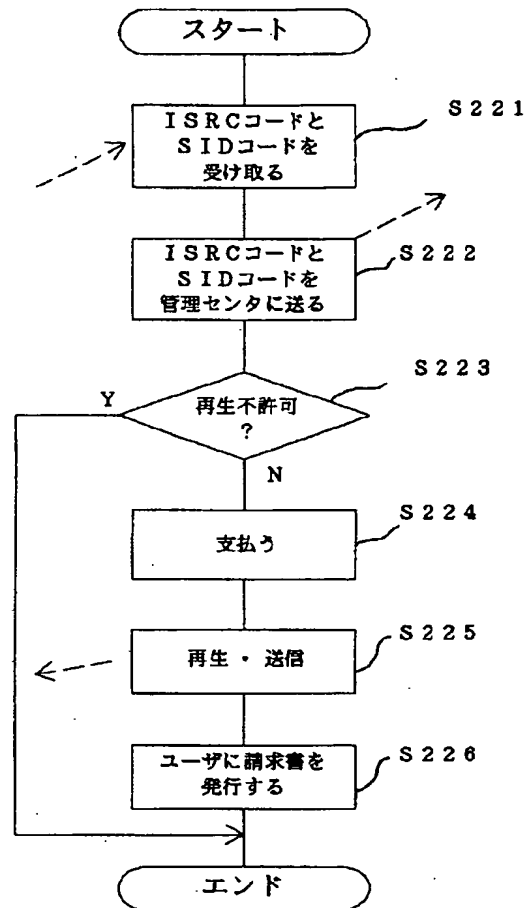 スタート
ISRCコードと
SIDコードを
受け取る
S221
ISRCコードと
SIDコードを
管理センタに送る
S222
再生不許可
?
S223
Y
N
支払う
S224
再生・送信
S225
ユーザに請求書を
発行する
S226
エンド